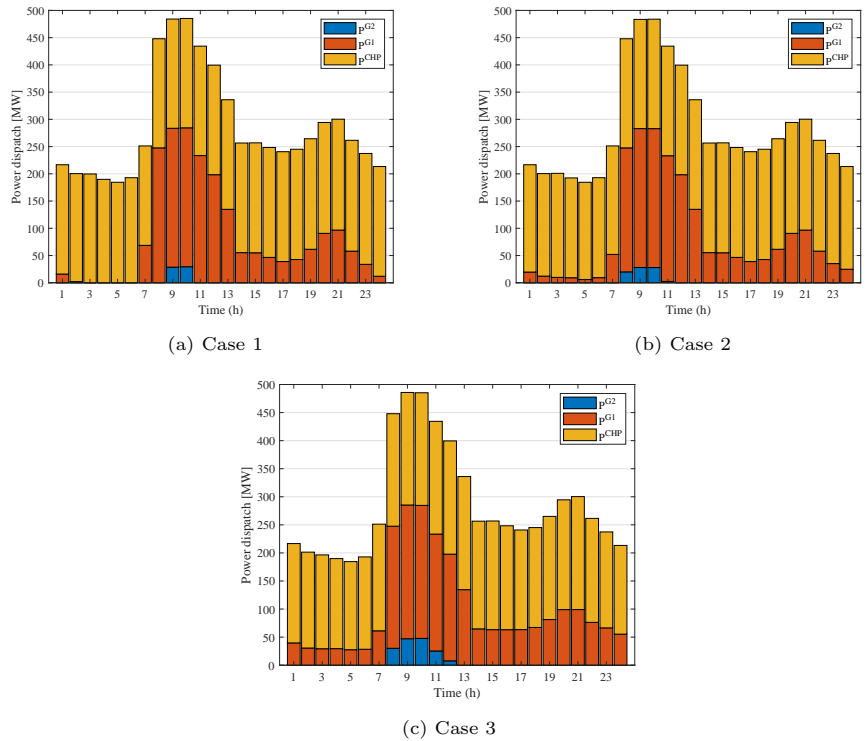 500
450
400
350
300
250
200
150
100
50
0
Power dispatch [MW]
P^G2
P^G1
P^CHP
1 3 5 7 9 11 13 15 17 19 21 23
Time (h)
(a) Case 1
500
450
400
350
300
250
200
150
100
50
0
Power dispatch [MW]
P^G2
P^G1
P^CHP
1 3 5 7 9 11 13 15 17 19 21 23
Time (h)
(b) Case 2
500
450
400
350
300
250
200
150
100
50
0
Power dispatch [MW]
P^G2
P^G1
P^CHP
1 3 5 7 9 11 13 15 17 19 21 23
Time (h)
(c) Case 3